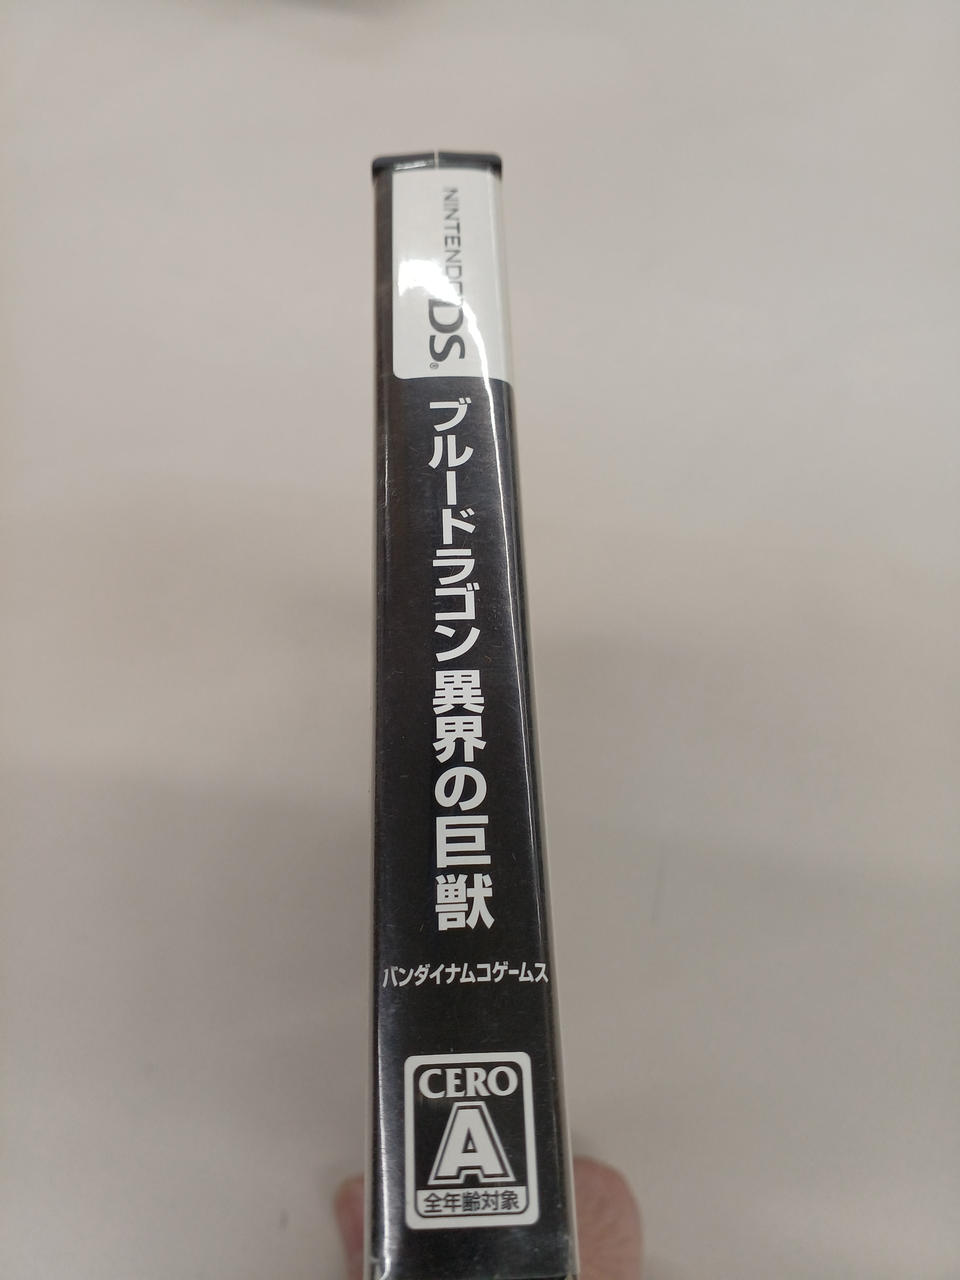 NINTENDO DS®
ブルードラゴン 異界の巨獣
バンダイナムコゲームス
CERO
A
全年齢対象